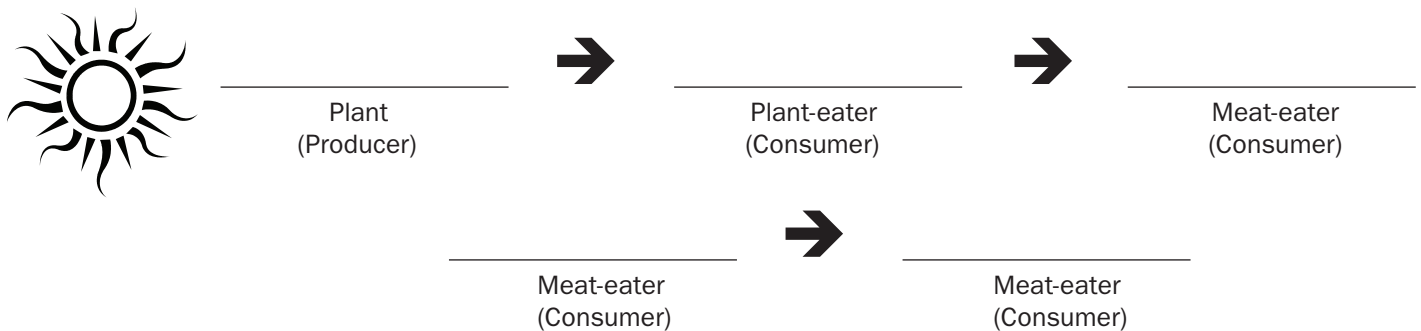 Plant
(Producer)
Plant-eater
(Consumer)
Meat-eater
(Consumer)
Meat-eater
(Consumer)
Meat-eater
(Consumer)